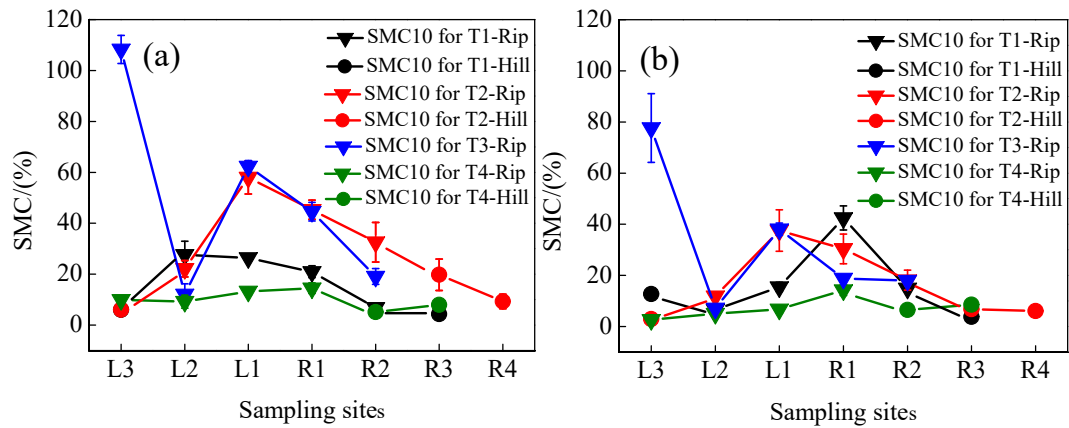 (a)
SMC/(%)
120
100
80
60
40
20
0
SMC10 for T1-Rip
SMC10 for T1-Hill
SMC10 for T2-Rip
SMC10 for T2-Hill
SMC10 for T3-Rip
SMC10 for T4-Rip
SMC10 for T4-Hill
L3 L2 L1 R1 R2 R3 R4
Sampling sites
(b)
SMC/(%)
120
100
80
60
40
20
0
SMC10 for T1-Rip
SMC10 for T1-Hill
SMC10 for T2-Rip
SMC10 for T2-Hill
SMC10 for T3-Rip
SMC10 for T4-Rip
SMC10 for T4-Hill
L3 L2 L1 R1 R2 R3 R4
Sampling sites